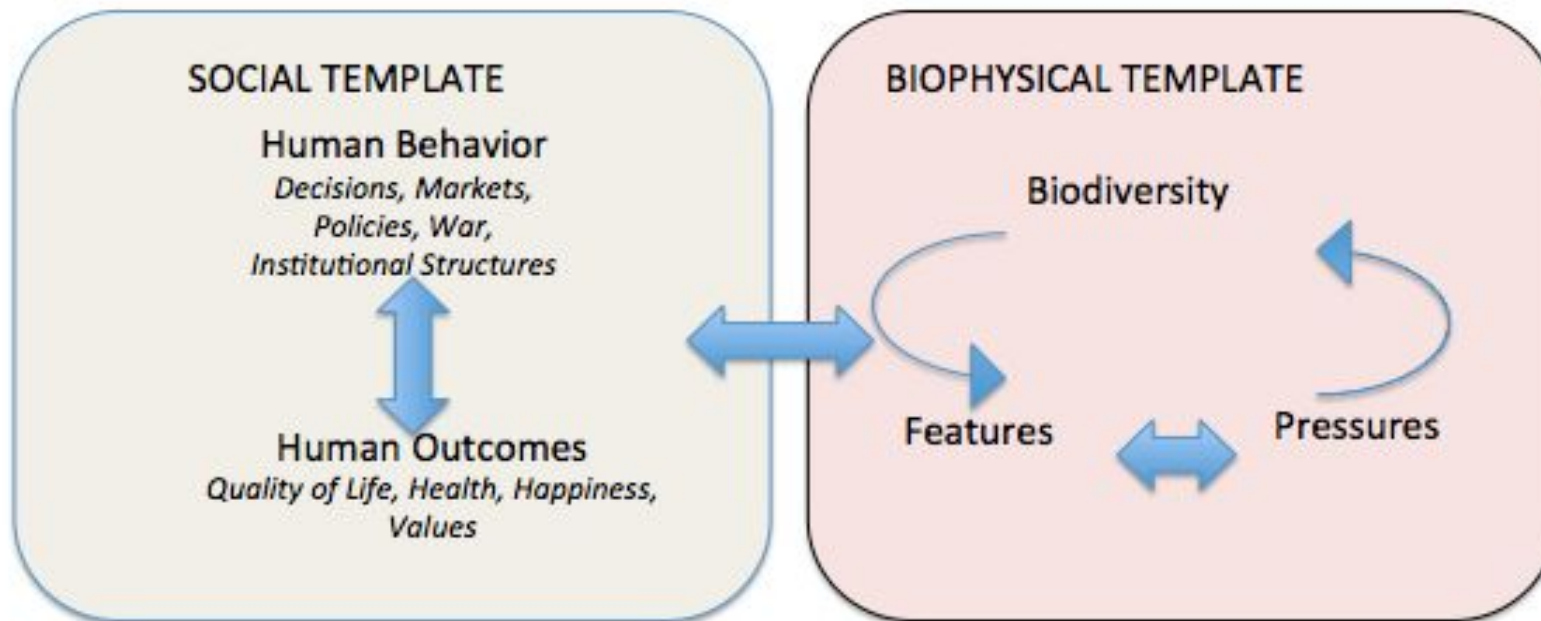 SOCIAL TEMPLATE
Human Behavior
Decisions, Markets,
Policies, War,
Institutional Structures
Human Outcomes
Quality of Life, Health, Happiness,
Values
BIOPHYSICAL TEMPLATE
Biodiversity
Features
Pressures